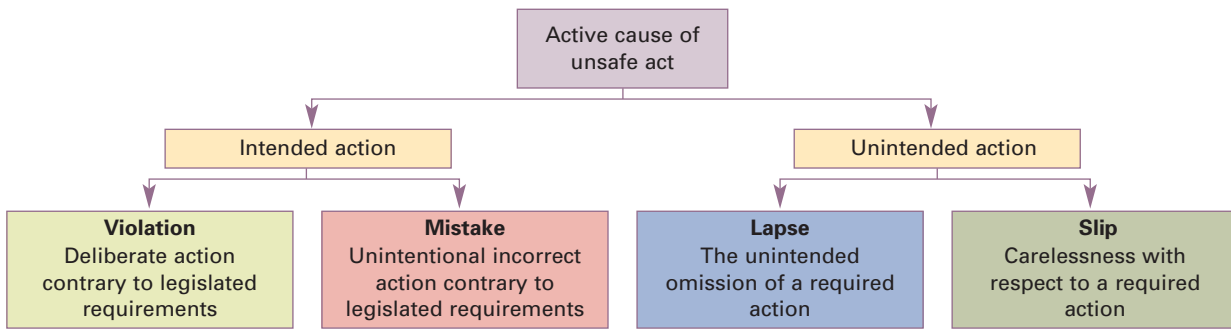 Active cause of
unsafe act
Intended action
Unintended action
Violation
Deliberate action
contrary to legislated
requirements
Mistake
Unintentional incorrect
action contrary to
legislated requirements
Lapse
The unintended
omission of a required
action
Slip
Carelessness with
respect to a required
action